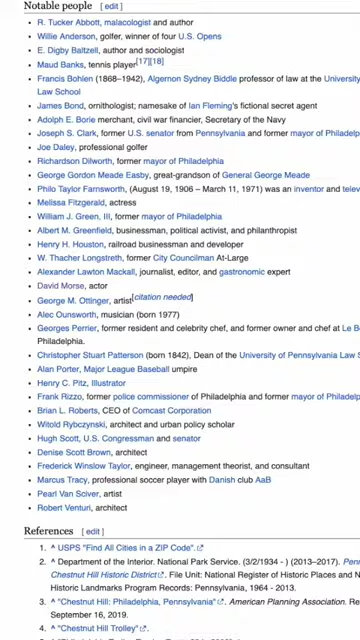 Notable people [ edit ]
R. Tucker Abbott, malacologist and author
Willie Anderson, golfer, winner of four U.S. Opens
E. Digby Baltzell, author and sociologist
Maud Banks, tennis player[17][18]
Francis Bohlen (1868–1942), Algernon Sydney Biddle professor of law at the University
Law School
James Bond, ornithologist; namesake of Ian Fleming's fictional secret agent
Adolph E. Borie merchant, civil war financier, Secretary of the Navy
Joseph S. Clark, former U.S. senator from Pennsylvania and former mayor of Philadelp
Joe Daley, professional golfer
Richardson Dilworth, former mayor of Philadelphia
George Gordon Meade Easby, great-grandson of General George Meade
Philo Taylor Farnsworth, (August 19, 1906 – March 11, 1971) was an inventor and telev
Melissa Fitzgerald, actress
William J. Green, III, former mayor of Philadelphia
Albert M. Greenfield, businessman, political activist, and philanthropist
Henry H. Houston, railroad businessman and developer
W. Thacher Longstreth, former City Councilman At-Large
Alexander Lawton Mackall, journalist, editor, and gastronomic expert
David Morse, actor
George M. Ottinger, artist[citation needed]
Alec Ounsworth, musician (born 1977)
Georges Perrier, former resident and celebrity chef, and former owner and chef at Le B
Philadelphia.
Christopher Stuart Patterson (born 1842), Dean of the University of Pennsylvania Law S
Alan Porter, Major League Baseball umpire
Henry C. Pitz, Illustrator
Frank Rizzo, former police commissioner of Philadelphia and former mayor of Philadelp
Brian L. Roberts, CEO of Comcast Corporation
Witold Rybczynski, architect and urban policy scholar
Hugh Scott, U.S. Congressman and senator
Denise Scott Brown, architect
Frederick Winslow Taylor, engineer, management theorist, and consultant
Marcus Tracy, professional soccer player with Danish club AaB
Pearl Van Sciver, artist
Robert Venturi, architect
References [ edit ]
1. ^ USPS "Find All Cities in a ZIP Code".
2. ^ Department of the Interior. National Park Service. (3/2/1934 - ) (2013–2017). Penn
Chestnut Hill Historic District . File Unit: National Register of Historic Places and N
Historic Landmarks Program Records: Pennsylvania, 1964 - 2013.
3. ^ "Chestnut Hill: Philadelphia, Pennsylvania" . American Planning Association. Re
September 16, 2019.
4. ^ "Chestnut Hill Trolley" .